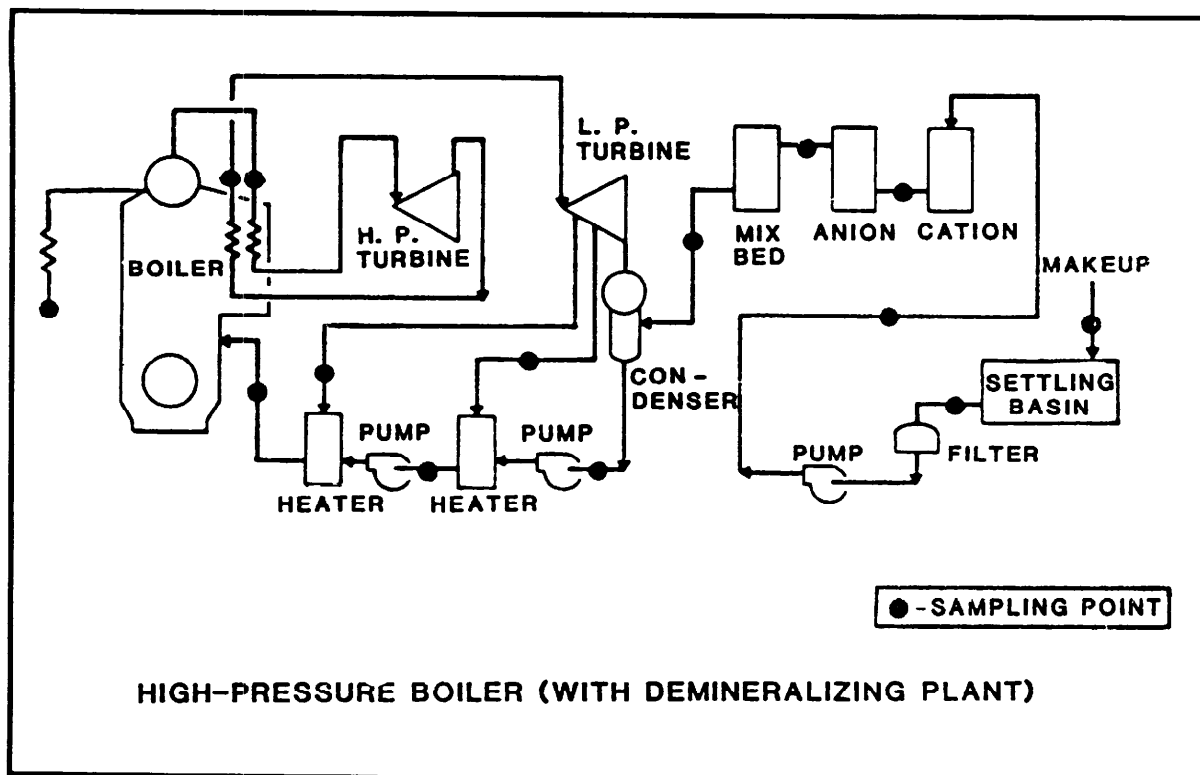 L. P.
TURBINE
H. P.
TURBINE
BOILER
MIX
BED
ANION
CATION
MAKEUP
CON-
DENSER
SETTLING
BASIN
PUMP
PUMP
PUMP
FILTER
HEATER
HEATER
-SAMPLING POINT
HIGH-PRESSURE BOILER (WITH DEMINERALIZING PLANT)